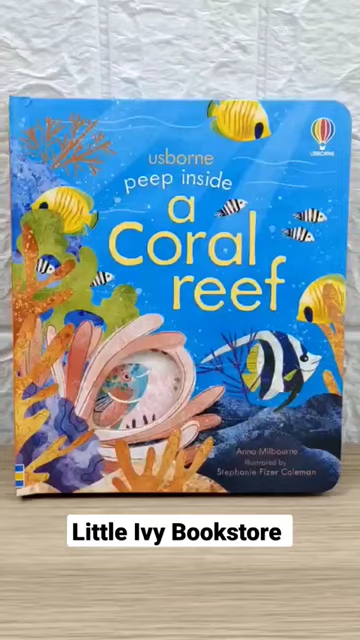 usborne
peep inside
a
Coral
reef
USBORNE
Anna Milbourne
Illustrated by
Stephanie Fizer Coleman
Little Ivy Bookstore